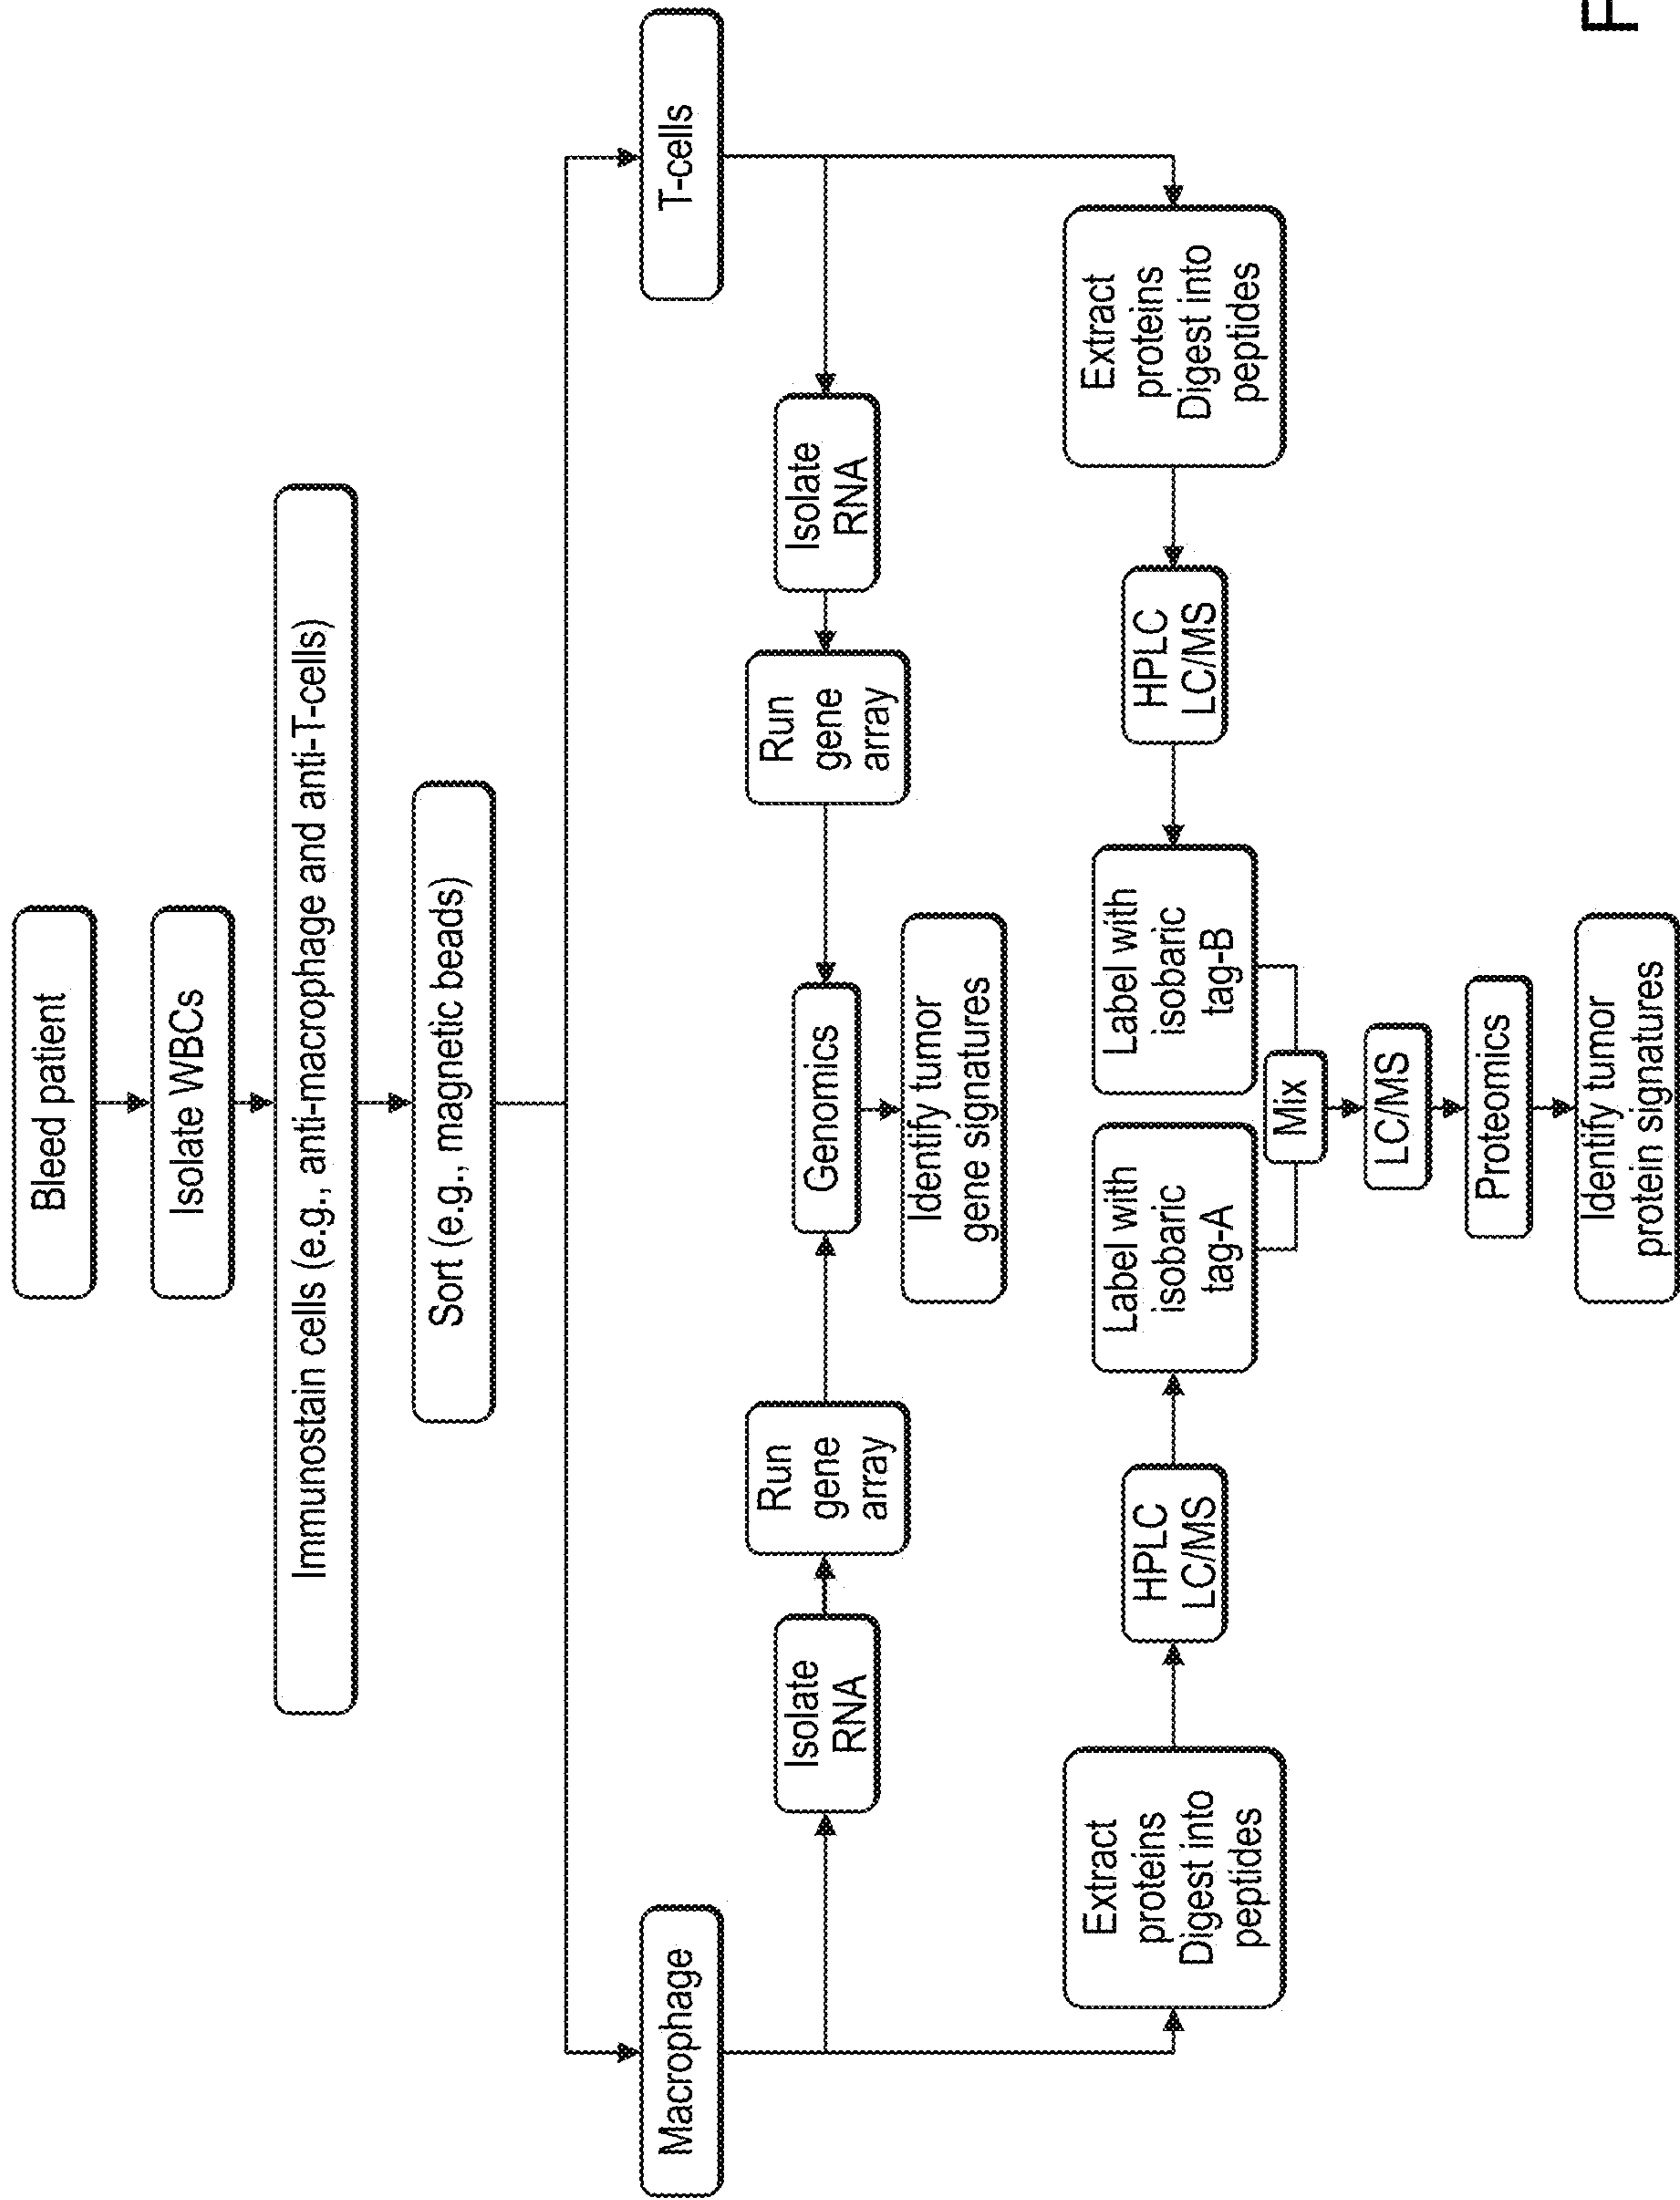 Bleed patient
Isolate WBCs
Immunostain cells (e.g., anti-macrophage and anti-T-cells)
Sort (e.g., magnetic beads)
Macrophage
T-cells
Isolate
RNA
Run
gene
array
Genomics
Run
gene
array
Isolate
RNA
Identify tumor
gene signatures
Extract
proteins
Digest into
peptides
HPLC
LC/MS
Label with
isobaric
tag-A
Label with
isobaric
tag-B
HPLC
LC/MS
Extract
proteins
Digest into
peptides
Mix
LC/MS
Proteomics
Identify tumor
protein signatures